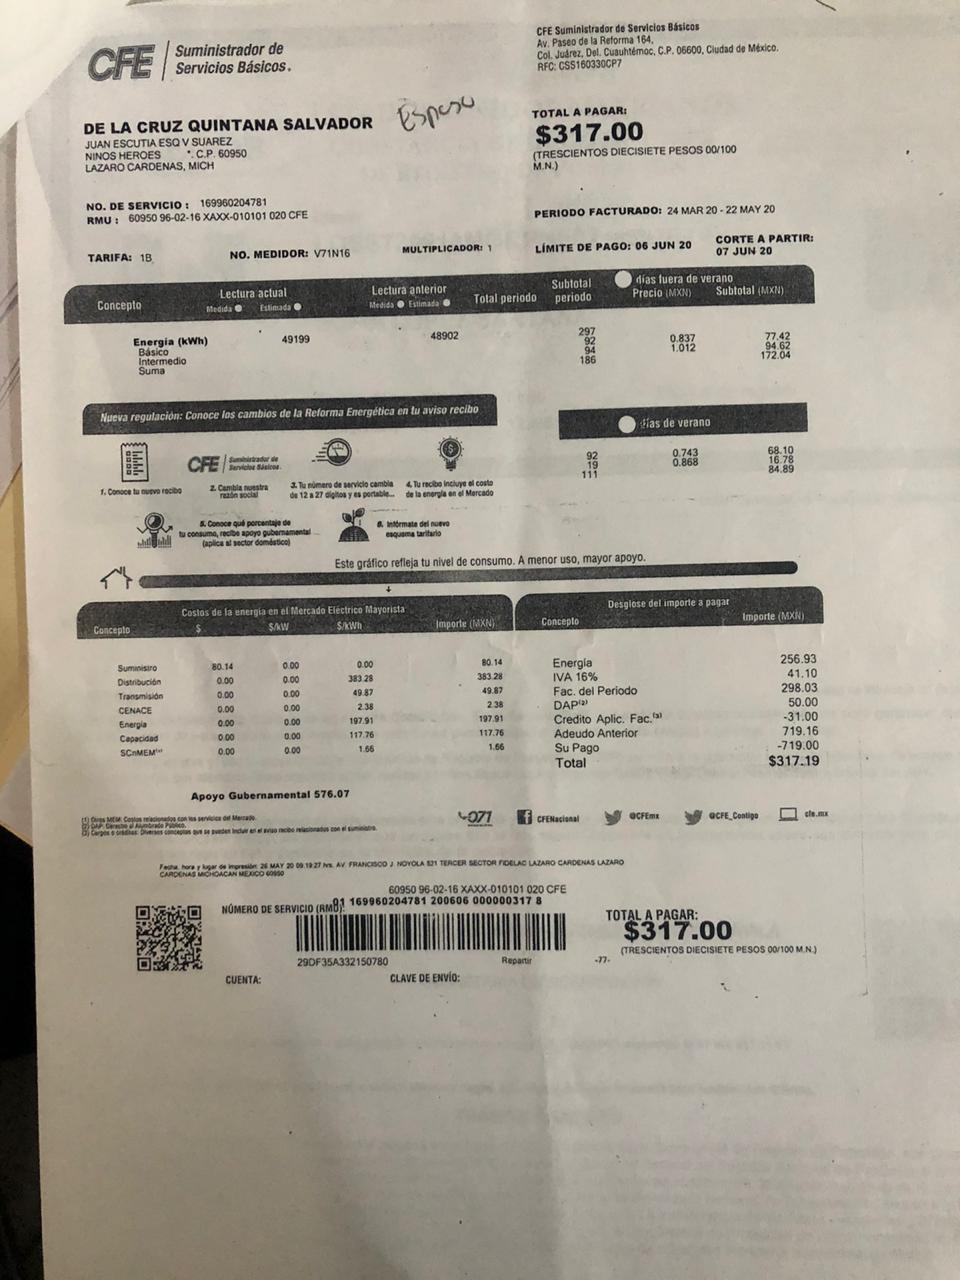 CFE Suministrador de
Servicios Básicos.
CFE Suministrador de Servicios Básicos
Av. Paseo de la Reforma 164,
Col. Juárez, Del. Cuauhtémoc, C.P. 06600, Ciudad de México.
RFC: CSS160330CP7
DE LA CRUZ QUINTANA SALVADOR
Esposo
JUAN ESCUTIA ESQ V SUAREZ
NINOS HEROES *. C.P. 60950
LAZARO CARDENAS, MICH
TOTAL A PAGAR:
$317.00
(TRESCIENTOS DIECISIETE PESOS 00/100
M.N.)
NO. DE SERVICIO : 169960204781
RMU : 60950 96-02-16 XAXX-010101 020 CFE
PERIODO FACTURADO: 24 MAR 20 - 22 MAY 20
TARIFA: 1B NO. MEDIDOR: V71N16 MULTIPLICADOR: 1
LÍMITE DE PAGO: 06 JUN 20
CORTE A PARTIR:
07 JUN 20
Concepto
Lectura actual
Medida Estimada
Lectura anterior
Medida Estimada
Total periodo
Subtotal
periodo
días fuera de verano
Precio (MXN) Subtotal (MXN)
Energía (kWh) 49199 48902 297
Básico 92 0.837 77.42
Intermedio 94 1.012 94.62
Suma 186 172.04
Nueva regulación: Conoce los cambios de la Reforma Energética en tu aviso recibo
días de verano
92 0.743 68.10
19 0.868 16.78
111 84.89
CFE Suministrador de
Servicios Básicos.
1. Conoce tu nuevo recibo
2. Cambia nuestra
razón social
3. Tu número de servicio cambia
de 12 a 27 dígitos y es portable...
4. Tu recibo incluye el costo
de la energía en el Mercado
5. Conoce qué porcentaje de
tu consumo, recibe apoyo gubernamental
(aplica al sector doméstico)
6. Infórmate del nuevo
esquema tarifario
Este gráfico refleja tu nivel de consumo. A menor uso, mayor apoyo.
Costos de la energía en el Mercado Eléctrico Mayorista
Concepto $ $/kW $/kWh Importe (MXN)
Suministro 80.14 0.00 0.00 80.14
Distribución 0.00 0.00 383.28 383.28
Transmisión 0.00 0.00 49.87 49.87
CENACE 0.00 0.00 2.38 2.38
Energía 0.00 0.00 197.91 197.91
Capacidad 0.00 0.00 117.76 117.76
SCnMEM 0.00 0.00 1.66 1.66
Desglose del importe a pagar
Concepto Importe (MXN)
Energía 256.93
IVA 16% 41.10
Fac. del Periodo 298.03
DAP(2) 50.00
Credito Aplic. Fac.(3) -31.00
Adeudo Anterior 719.16
Su Pago -719.00
Total $317.19
Apoyo Gubernamental 576.07
(1) Otros MEM: Costos relacionados con los servicios del Mercado.
(2) DAP: Derecho al Alumbrado Público.
(3) Cargos o créditos: Diversos conceptos que se pueden incluir en el aviso recibo relacionados con el suministro.
071 CFENacional @CFEmx @CFE_Contigo cfe.mx
Fecha, hora y lugar de impresión: 26 MAY 20 09:19:27 hrs. AV. FRANCISCO J. NOYOLA 521 TERCER SECTOR FIDELAC LAZARO CARDENAS LAZARO
CARDENAS MICHOACAN MEXICO 60950
60950 96-02-16 XAXX-010101 020 CFE
NÚMERO DE SERVICIO (RMU):
01 169960204781 200606 000000317 8
29DF35A332150780 Repartir
CUENTA: CLAVE DE ENVÍO:
TOTAL A PAGAR:
$317.00
(TRESCIENTOS DIECISIETE PESOS 00/100 M.N.)
-77-